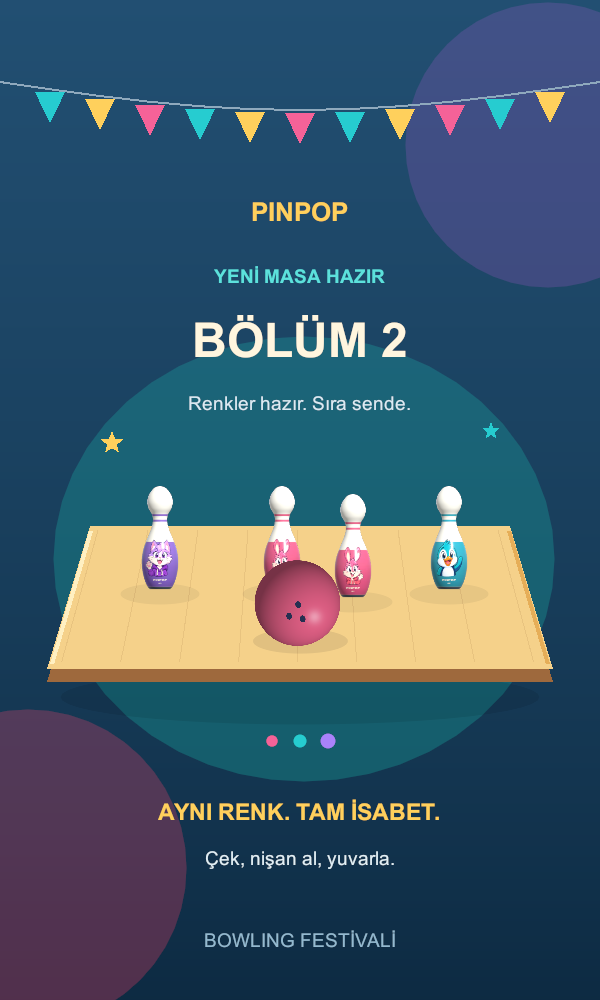 PINPOP
YENİ MASA HAZIR
BÖLÜM 2
Renkler hazır. Sıra sende.
AYNI RENK. TAM İSABET.
Çek, nişan al, yuvarla.
BOWLING FESTİVALİ